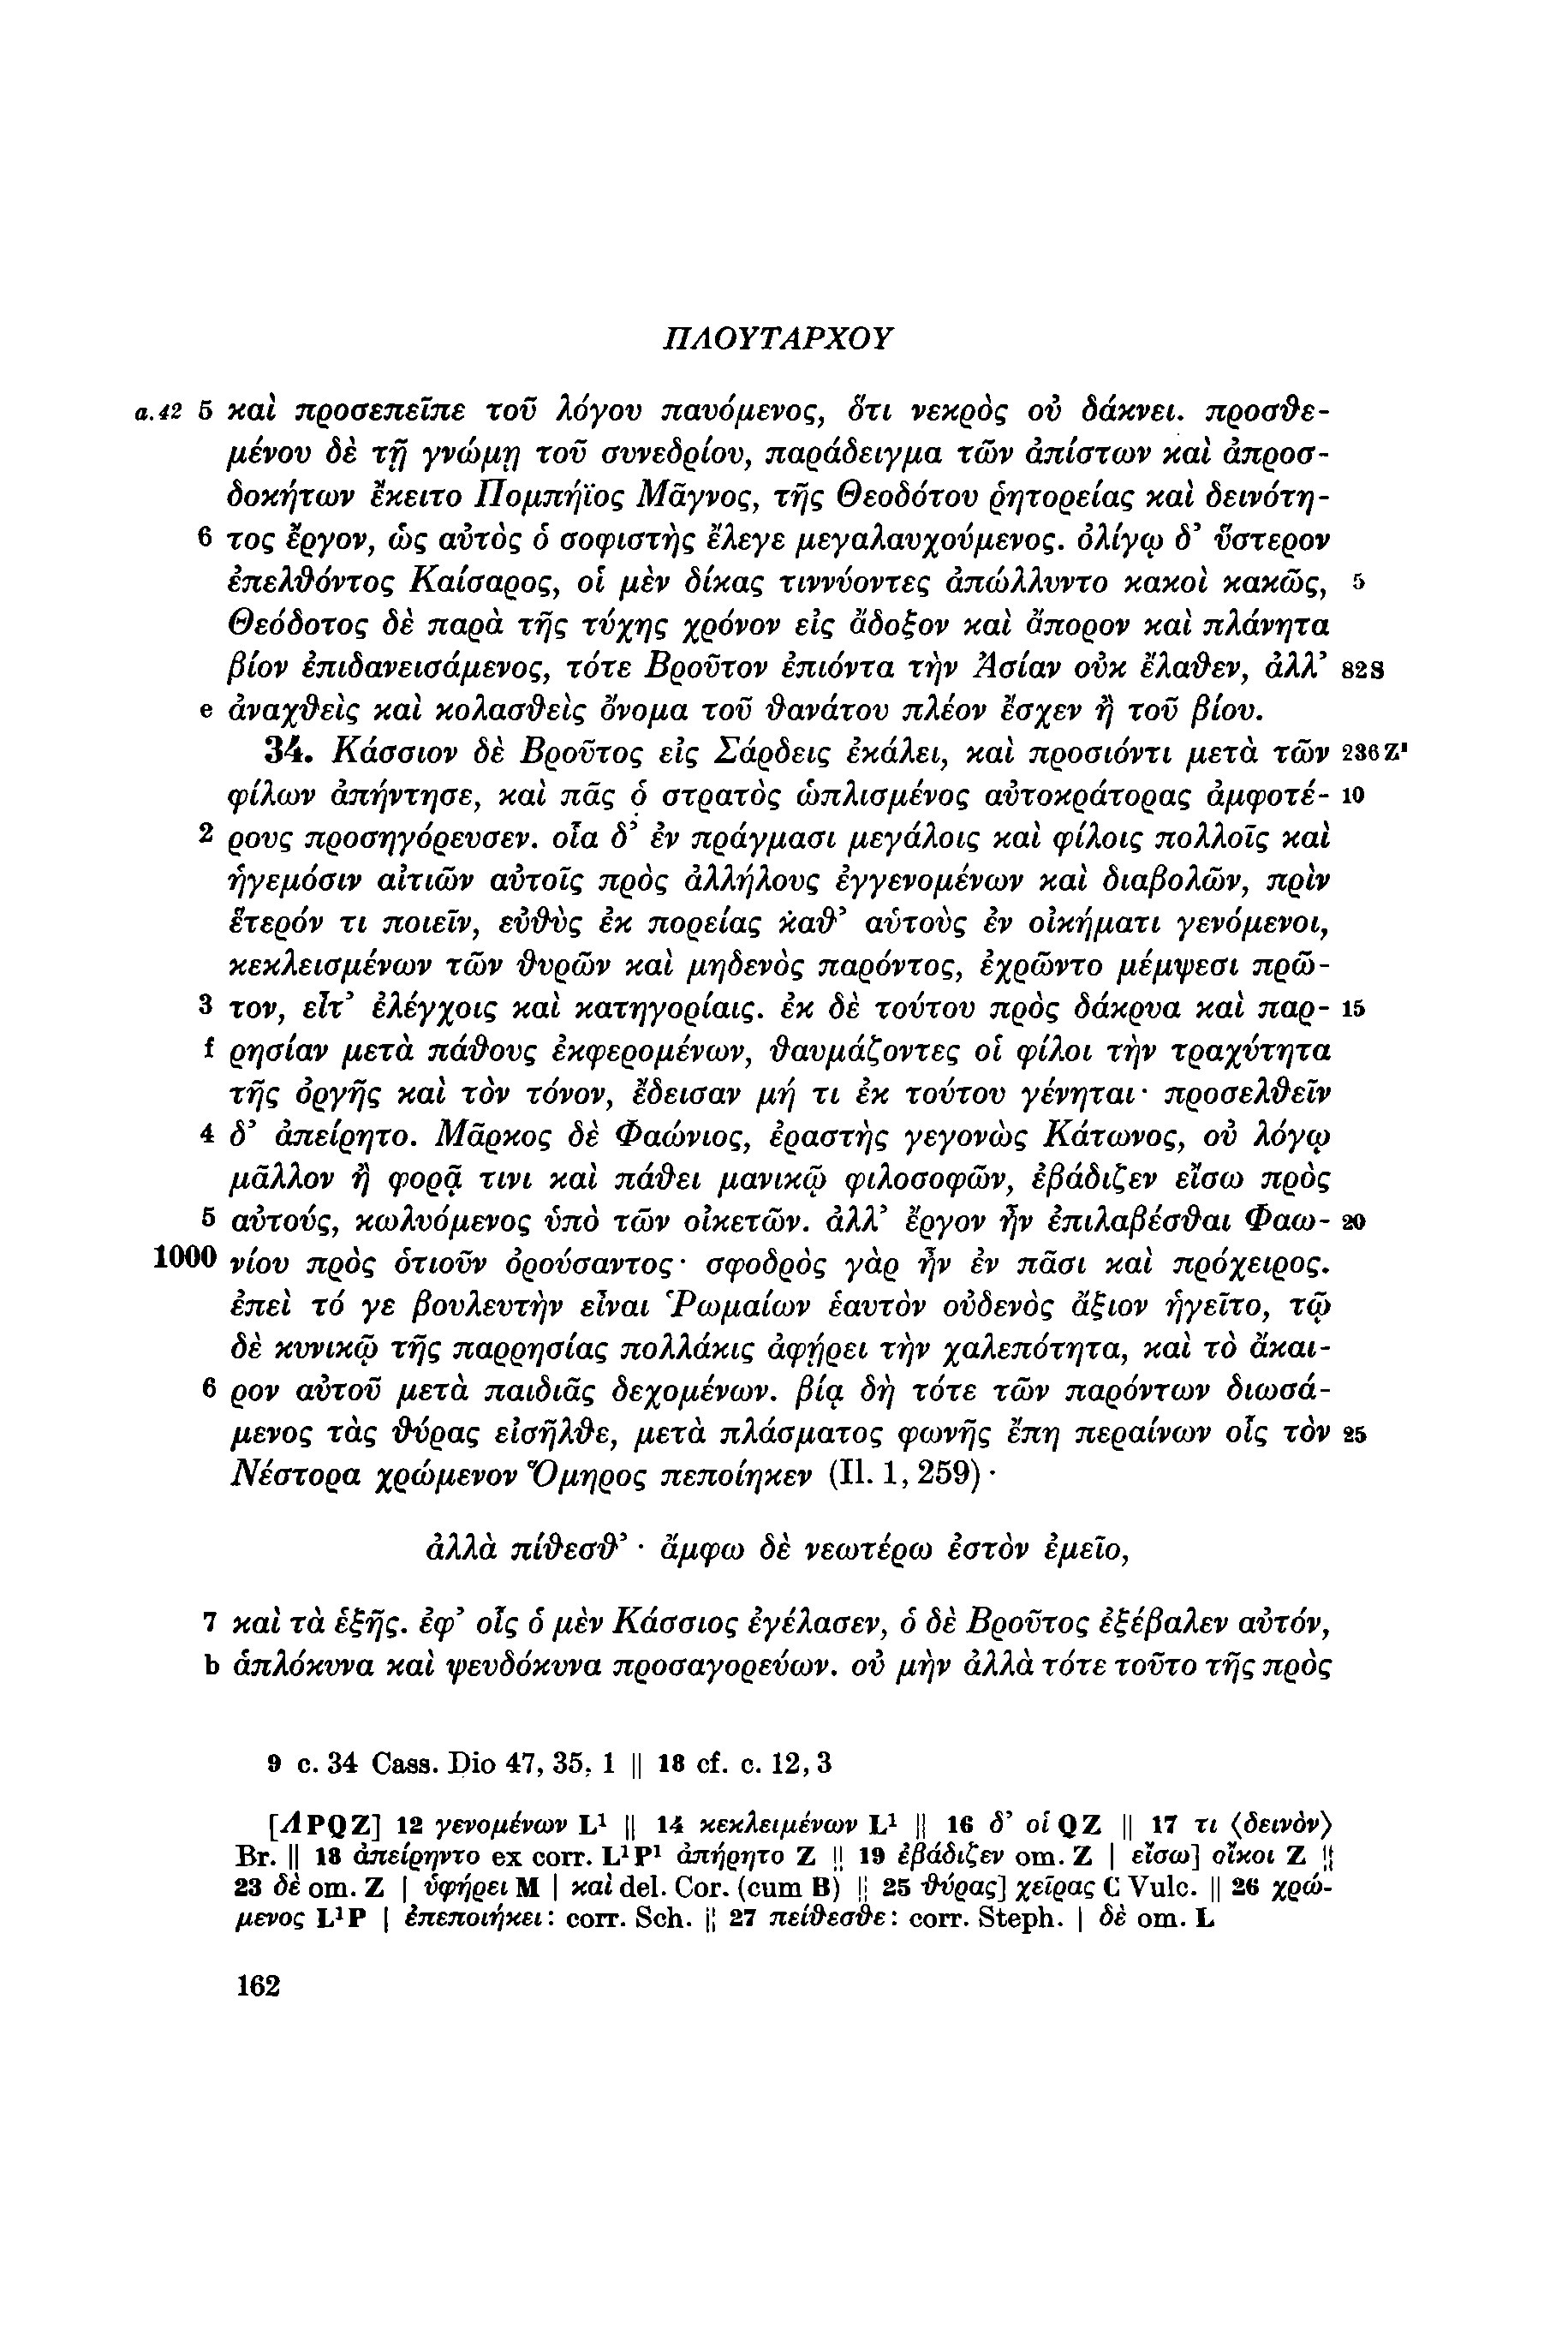 ΠΛΟΥΤΑΡΧΟΥ
a.42 5 καὶ προσεπεῖπε τοῦ λόγου παυόμενος, ὅτι νεκρὸς οὐ δάκνει. προσθε-
μένου δὲ τῇ γνώμῃ τοῦ συνεδρίου, παράδειγμα τῶν ἀπίστων καὶ ἀπροσ-
δοκήτων ἔκειτο Πομπήϊος Μᾶγνος, τῆς Θεοδότου ῥητορείας καὶ δεινότη-
6 τος ἔργον, ὡς αὐτὸς ὁ σοφιστὴς ἔλεγε μεγαλαυχούμενος. ὀλίγῳ δ’ ὕστερον
ἐπελθόντος Καίσαρος, οἱ μὲν δίκας τιννύοντες ἀπώλλυντο κακοὶ κακῶς, 5
Θεόδοτος δὲ παρὰ τῆς τύχης χρόνον εἰς ἄδοξον καὶ ἄπορον καὶ πλάνητα
βίον ἐπιδανεισάμενος, τότε Βροῦτον ἐπιόντα τὴν Ἀσίαν οὐκ ἔλαθεν, ἀλλ’ 82S
e ἀναχθεὶς καὶ κολασθεὶς ὄνομα τοῦ θανάτου πλέον ἔσχεν ἢ τοῦ βίου.
34. Κάσσιον δὲ Βροῦτος εἰς Σάρδεις ἐκάλει, καὶ προσιόντι μετὰ τῶν 236Z¹
φίλων ἀπήντησε, καὶ πᾶς ὁ στρατὸς ὡπλισμένος αὐτοκράτορας ἀμφοτέ- 10
2 ρους προσηγόρευσεν. οἷα δ’ ἐν πράγμασι μεγάλοις καὶ φίλοις πολλοῖς καὶ
ἡγεμόσιν αἰτιῶν αὐτοῖς πρὸς ἀλλήλους ἐγγενομένων καὶ διαβολῶν, πρὶν
ἕτερόν τι ποιεῖν, εὐθὺς ἐκ πορείας καθ’ αὑτοὺς ἐν οἰκήματι γενόμενοι,
κεκλεισμένων τῶν θυρῶν καὶ μηδενὸς παρόντος, ἐχρῶντο μέμψεσι πρῶ-
3 τον, εἶτ’ ἐλέγχοις καὶ κατηγορίαις. ἐκ δὲ τούτου πρὸς δάκρυα καὶ παρ- 15
f ρησίαν μετὰ πάθους ἐκφερομένων, θαυμάζοντες οἱ φίλοι τὴν τραχύτητα
τῆς ὀργῆς καὶ τὸν τόνον, ἔδεισαν μή τι ἐκ τούτου γένηται· προσελθεῖν
4 δ’ ἀπείρητο. Μᾶρκος δὲ Φαώνιος, ἐραστὴς γεγονὼς Κάτωνος, οὐ λόγῳ
μᾶλλον ἢ φορᾷ τινι καὶ πάθει μανικῷ φιλοσοφῶν, ἐβάδιζεν εἴσω πρὸς
5 αὐτούς, κωλυόμενος ὑπὸ τῶν οἰκετῶν. ἀλλ’ ἔργον ἦν ἐπιλαβέσθαι Φαω- 20
1000 νίου πρὸς ὁτιοῦν ὀρούσαντος· σφοδρὸς γὰρ ἦν ἐν πᾶσι καὶ πρόχειρος.
ἐπεὶ τό γε βουλευτὴν εἶναι Ῥωμαίων ἑαυτὸν οὐδενὸς ἄξιον ἡγεῖτο, τῷ
δὲ κυνικῷ τῆς παρρησίας πολλάκις ἀφῄρει τὴν χαλεπότητα, καὶ τὸ ἄκαι-
6 ρον αὐτοῦ μετὰ παιδιᾶς δεχομένων. βίᾳ δὴ τότε τῶν παρόντων διωσά-
μενος τὰς θύρας εἰσῆλθε, μετὰ πλάσματος φωνῆς ἔπη περαίνων οἷς τὸν 25
Νέστορα χρώμενον Ὅμηρος πεποίηκεν (Il. 1, 259)·
ἀλλὰ πίθεσθ’· ἄμφω δὲ νεωτέρω ἐστὸν ἐμεῖο,
7 καὶ τὰ ἑξῆς. ἐφ’ οἷς ὁ μὲν Κάσσιος ἐγέλασεν, ὁ δὲ Βροῦτος ἐξέβαλεν αὐτόν,
b ἁπλόκυνα καὶ ψευδόκυνα προσαγορεύων. οὐ μὴν ἀλλὰ τότε τοῦτο τῆς πρὸς
9 c. 34 Cass. Dio 47, 35, 1 || 18 cf. c. 12, 3
[ΛPQZ] 12 γενομένων L¹ || 14 κεκλειμένων L¹ || 16 δ’ οἱ QZ || 17 τι ⟨δεινὸν⟩
Br. || 18 ἀπείρηντο ex corr. L¹P¹ ἀπήρητο Z || 19 ἐβάδιζεν om. Z | εἴσω] οἴκοι Z ||
23 δὲ om. Z | ὑφῄρει M | καὶ del. Cor. (cum B) || 25 θύρας] χεῖρας C Vulc. || 26 χρώ-
μενος L¹P | ἐπεποιήκει: corr. Sch. || 27 πείθεσθε: corr. Steph. | δὲ om. L
162